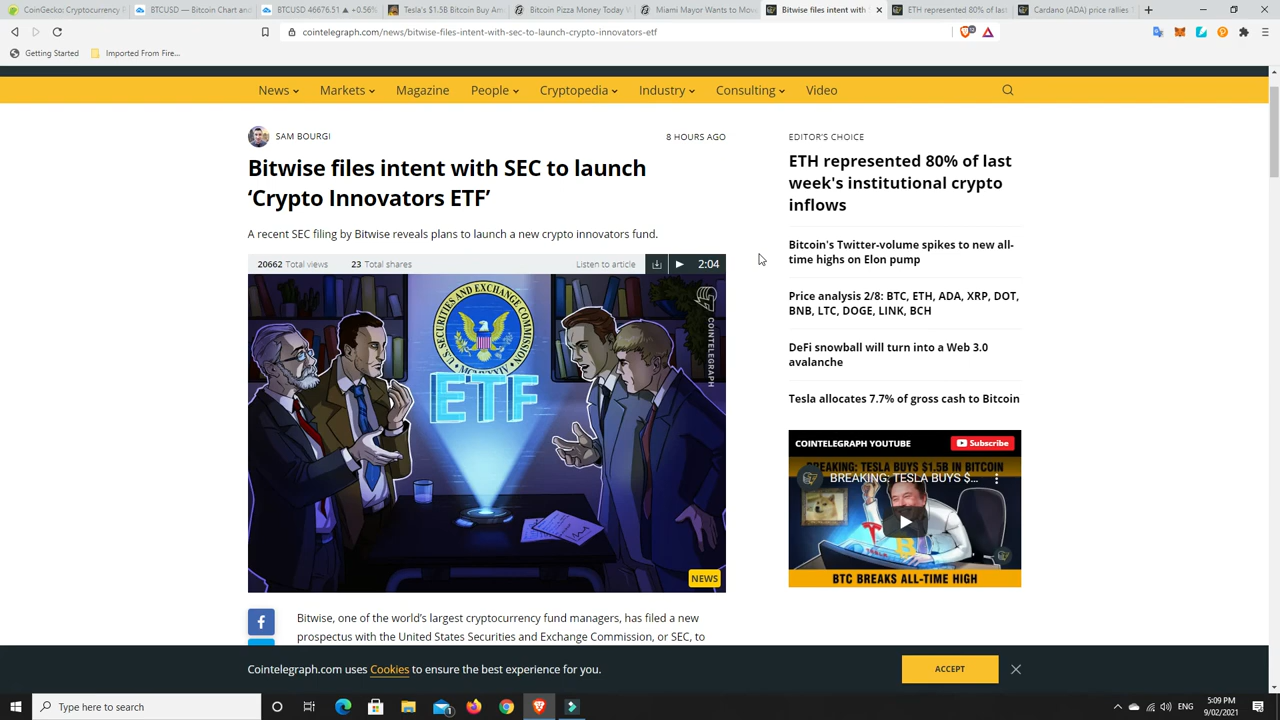 CoinGecko: Cryptocurrency P
BTCUSD — Bitcoin Chart and
BTCUSD 46676.51 ▲ +0.56%
Tesla's $1.5B Bitcoin Buy Am
Bitcoin Pizza Money Today W
Miami Mayor Wants to Move
Bitwise files intent with S
ETH represented 80% of last
Cardano (ADA) price rallies 1
cointelegraph.com/news/bitwise-files-intent-with-sec-to-launch-crypto-innovators-etf
Getting Started
Imported From Fire...
News
Markets
Magazine
People
Cryptopedia
Industry
Consulting
Video
SAM BOURGI
8 HOURS AGO
Bitwise files intent with SEC to launch
‘Crypto Innovators ETF’
A recent SEC filing by Bitwise reveals plans to launch a new crypto innovators fund.
20662 Total views
23 Total shares
Listen to article
2:04
U.S. SECURITIES AND EXCHANGE COMMISSION
MCMXXXIV
ETF
COINTELEGRAPH
NEWS
Bitwise, one of the world’s largest cryptocurrency fund managers, has filed a new
prospectus with the United States Securities and Exchange Commission, or SEC, to
EDITOR'S CHOICE
ETH represented 80% of last
week's institutional crypto
inflows
Bitcoin's Twitter-volume spikes to new all-
time highs on Elon pump
Price analysis 2/8: BTC, ETH, ADA, XRP, DOT,
BNB, LTC, DOGE, LINK, BCH
DeFi snowball will turn into a Web 3.0
avalanche
Tesla allocates 7.7% of gross cash to Bitcoin
COINTELEGRAPH YOUTUBE
Subscribe
BREAKING: TESLA BUYS $1.5B IN BITCOIN
BREAKING: TESLA BUYS $...
BTC BREAKS ALL-TIME HIGH
Cointelegraph.com uses Cookies to ensure the best experience for you.
ACCEPT
Type here to search
ENG
5:09 PM
9/02/2021